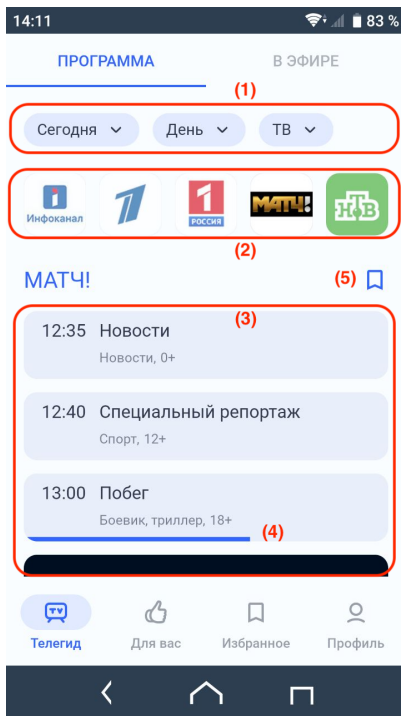 14:11 83 %
ПРОГРАММА В ЭФИРЕ
(1)
Сегодня День ТВ
Инфоканал 1 РОССИЯ МАТЧ! НТВ
(2)
МАТЧ! (5)
(3)
12:35 Новости
Новости, 0+
12:40 Специальный репортаж
Спорт, 12+
13:00 Побег
Боевик, триллер, 18+
(4)
TV
Телегид Для вас Избранное Профиль